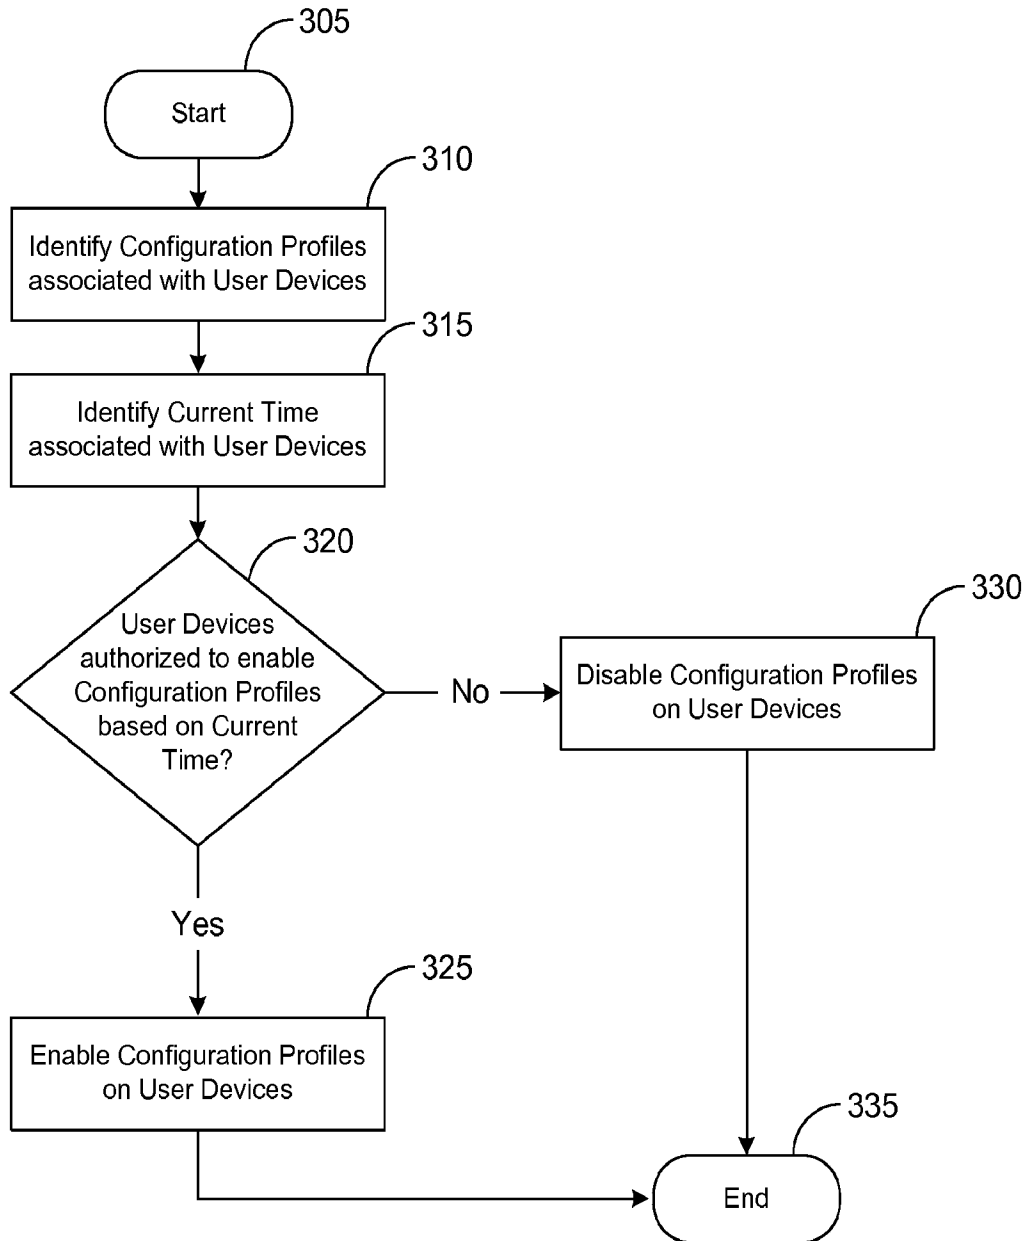 305
Start
310
Identify Configuration Profiles
associated with User Devices
315
Identify Current Time
associated with User Devices
320
User Devices
authorized to enable
Configuration Profiles
based on Current
Time?
No
330
Disable Configuration Profiles
on User Devices
Yes
325
Enable Configuration Profiles
on User Devices
335
End